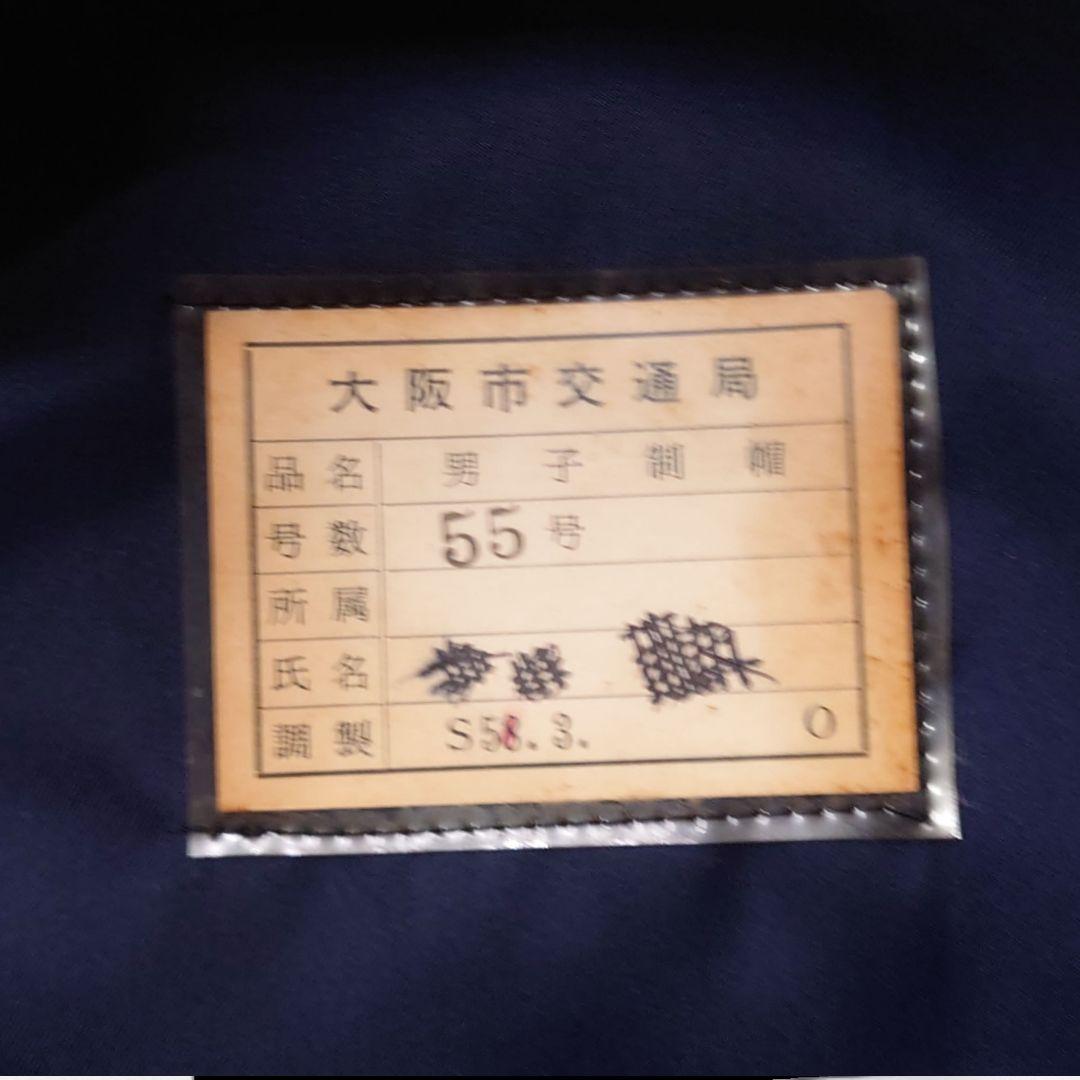 大阪市交通局
品名 男子制帽
号数 55号
所属
氏名
調製 S58.3. O